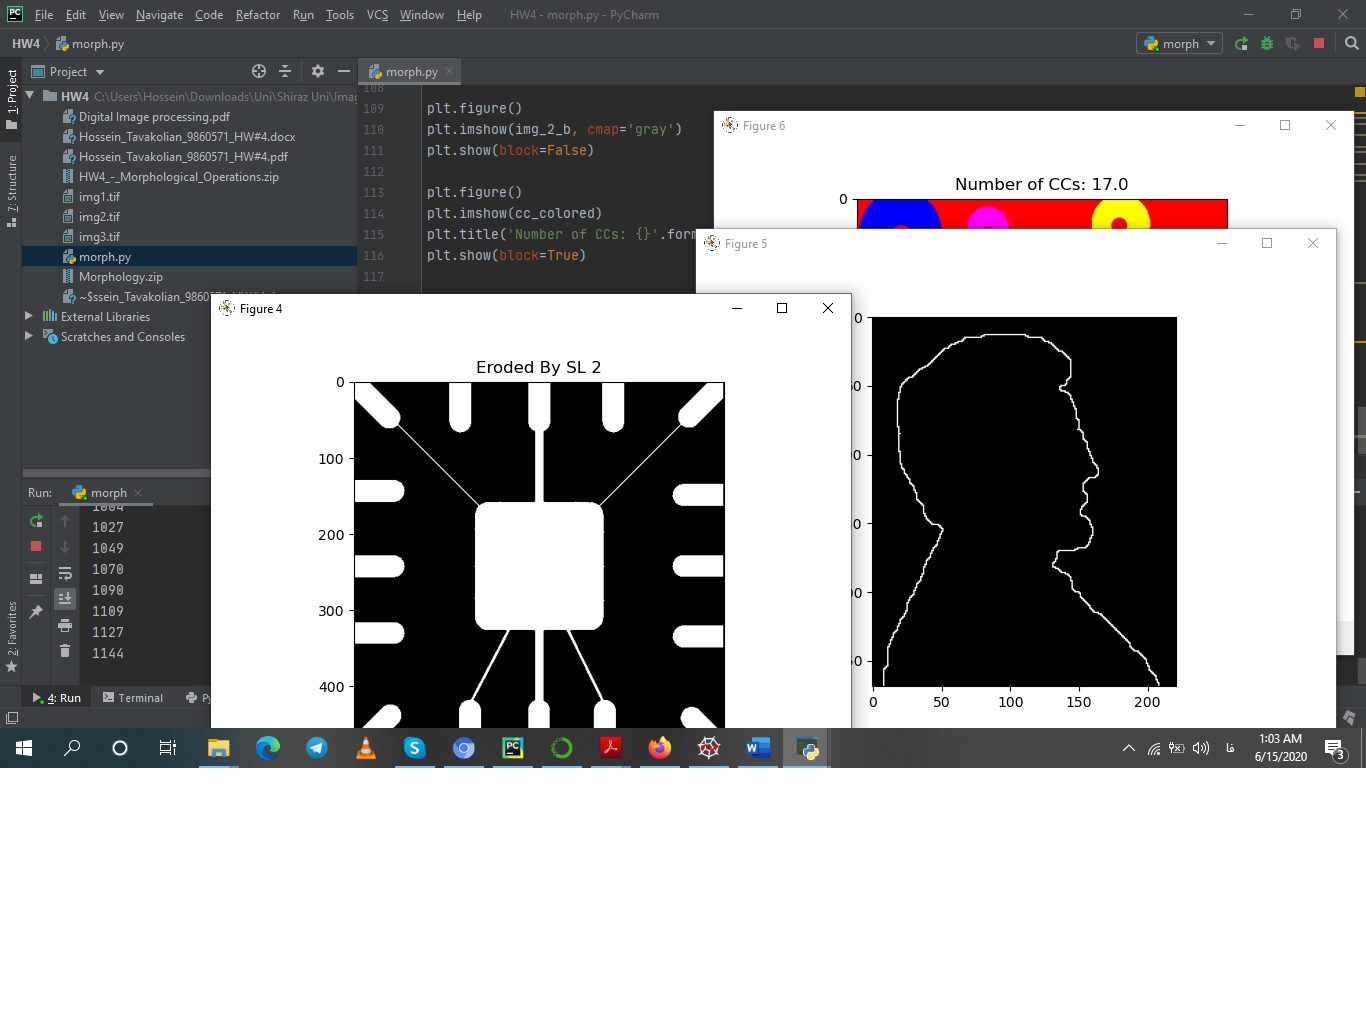 File Edit View Navigate Code Refactor Run Tools VCS Window Help HW4 - morph.py - PyCharm
HW4 morph.py
morph
1: Project
Project
morph.py
HW4 C:\Users\Hossein\Downloads\Uni\Shiraz Uni\Imag
Digital Image processing.pdf
Hossein_Tavakolian_9860571_HW#4.docx
Hossein_Tavakolian_9860571_HW#4.pdf
HW4_-_Morphological_Operations.zip
img1.tif
img2.tif
img3.tif
morph.py
Morphology.zip
External Libraries
Scratches and Consoles
7: Structure
2: Favorites
108
109 plt.figure()
110 plt.imshow(img_2_b, cmap='gray')
111 plt.show(block=False)
112
113 plt.figure()
114 plt.imshow(cc_colored)
115 plt.title('Number of CCs: {}'.form
116 plt.show(block=True)
117
Figure 6
Number of CCs: 17.0
0
Figure 5
0
0 50 100 150 200
Figure 4
Eroded By SL 2
0
100
200
300
400
Run: morph
1004
1027
1049
1070
1090
1109
1127
1144
4: Run Terminal
1:03 AM
6/15/2020
فا
3